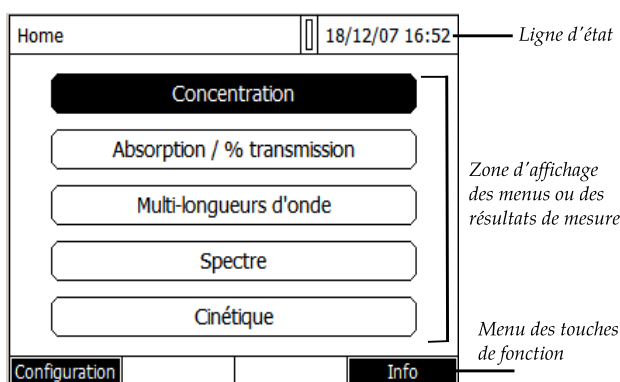 Home 18/12/07 16:52
Ligne d'état
Concentration
Absorption / % transmission
Multi-longueurs d'onde
Spectre
Cinétique
Zone d'affichage
des menus ou des
résultats de mesure
Menu des touches
de fonction
Configuration Info